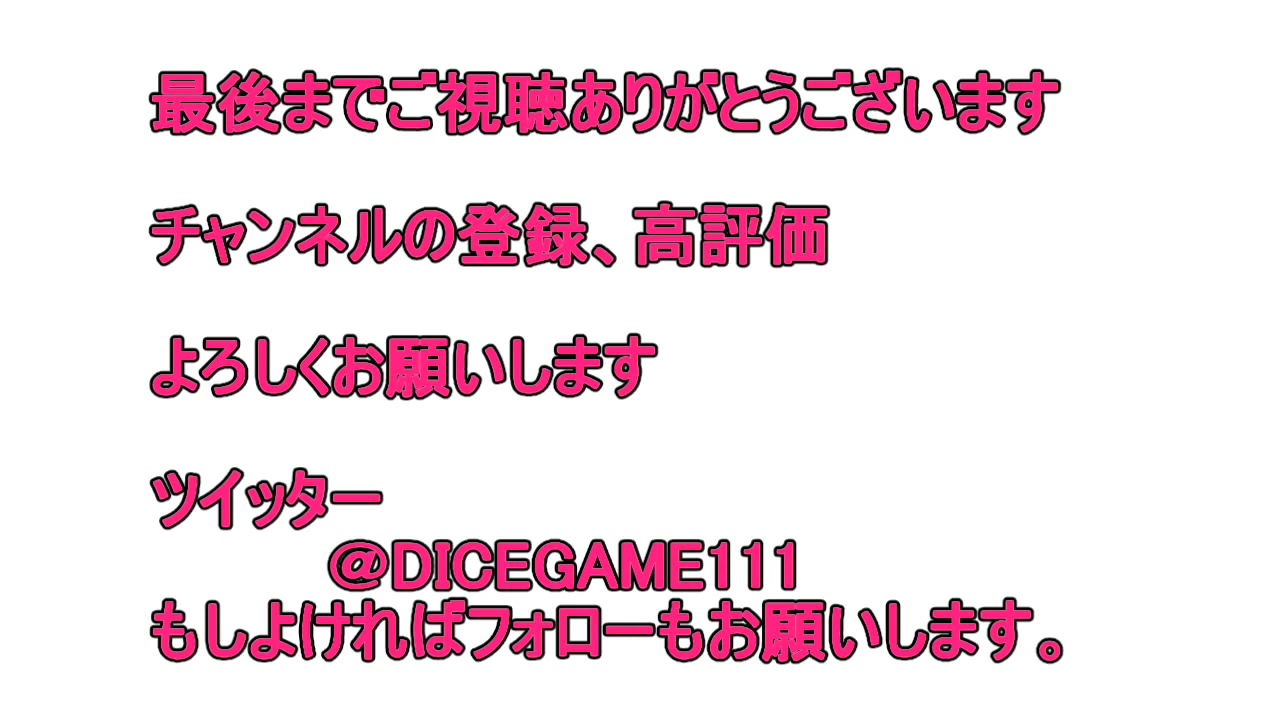 最後までご視聴ありがとうございます
チャンネルの登録、高評価
よろしくお願いします
ツイッター
@DICEGAME111
もしよければフォローもお願いします。